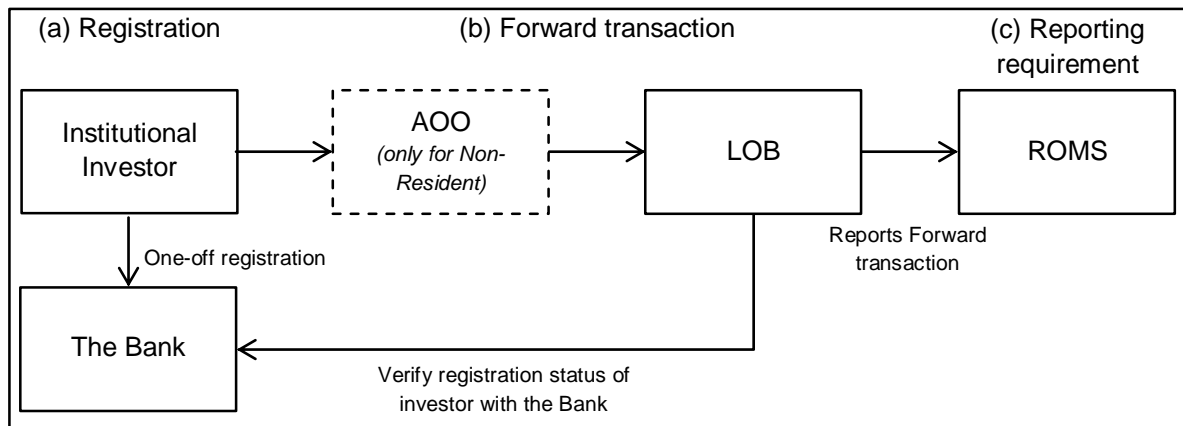 (a) Registration
(b) Forward transaction
(c) Reporting
requirement
Institutional
Investor
AOO
(only for Non-
Resident)
LOB
ROMS
One-off registration
Reports Forward
transaction
The Bank
Verify registration status of
investor with the Bank